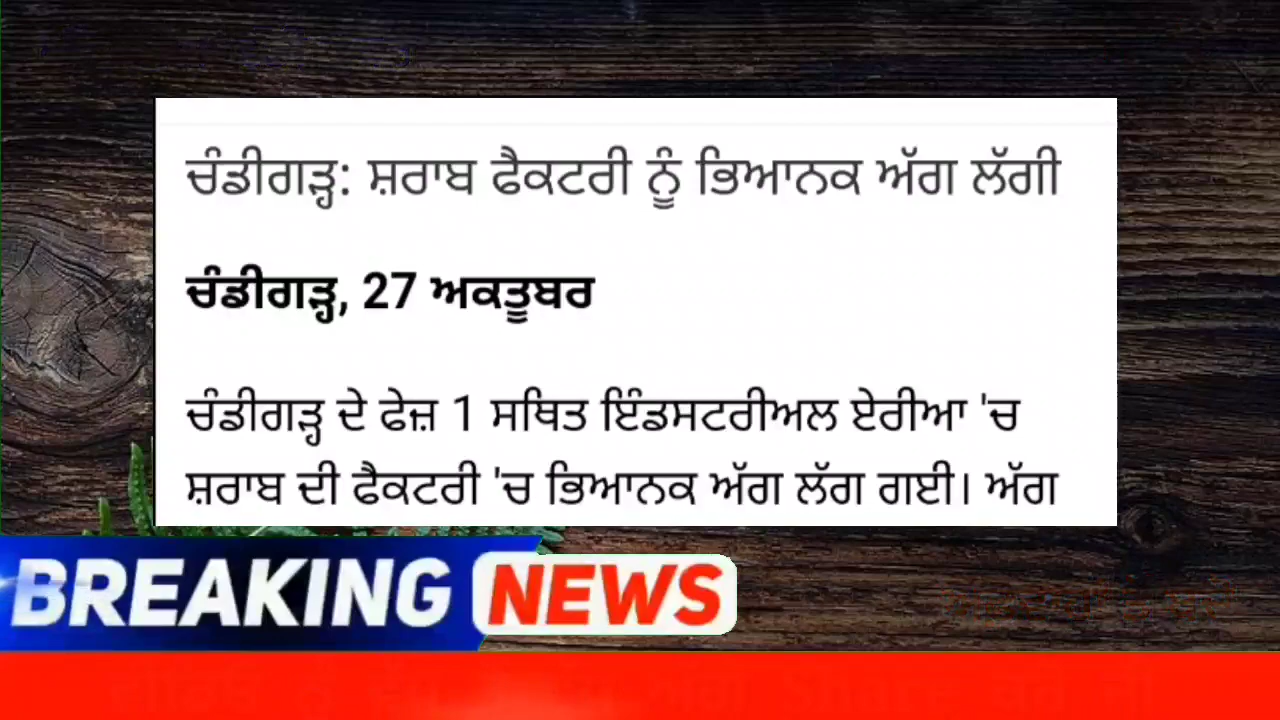 ਚੰਡੀਗੜ੍ਹ: ਸ਼ਰਾਬ ਫੈਕਟਰੀ ਨੂੰ ਭਿਆਨਕ ਅੱਗ ਲੱਗੀ
ਚੰਡੀਗੜ੍ਹ, 27 ਅਕਤੂਬਰ
ਚੰਡੀਗੜ੍ਹ ਦੇ ਫੇਜ਼ 1 ਸਥਿਤ ਇੰਡਸਟਰੀਅਲ ਏਰੀਆ 'ਚ
ਸ਼ਰਾਬ ਦੀ ਫੈਕਟਰੀ 'ਚ ਭਿਆਨਕ ਅੱਗ ਲੱਗ ਗਈ। ਅੱਗ
BREAKING NEWS